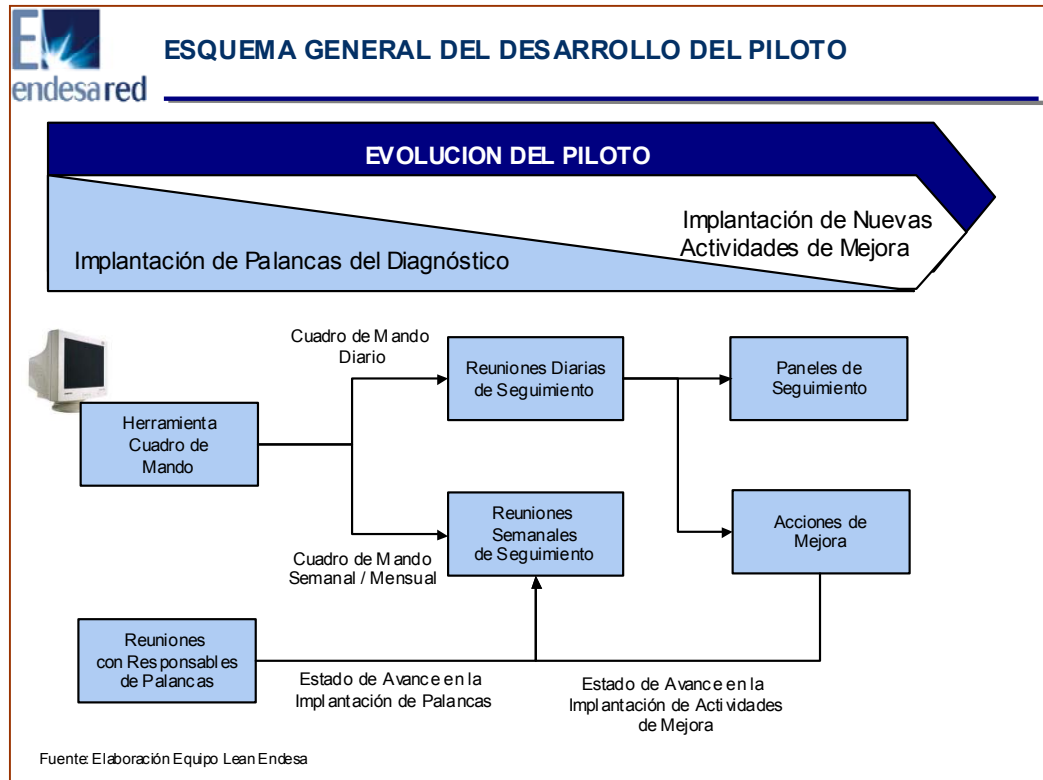 ESQUEMA GENERAL DEL DESARROLLO DEL PILOTO
endesared
EVOLUCION DEL PILOTO
Implantación de Nuevas
Actividades de Mejora
Implantación de Palancas del Diagnóstico
Cuadro de Mando
Diario
Reuniones Diarias
de Seguimiento
Paneles de
Seguimiento
Herramienta
Cuadro de
Mando
Reuniones
Semanales
de Seguimiento
Acciones de
Mejora
Cuadro de Mando
Semanal / Mensual
Reuniones
con Responsables
de Palancas
Estado de Avance en la
Implantación de Palancas
Estado de Avance en la
Implantación de Actividades
de Mejora
Fuente: Elaboración Equipo Lean Endesa